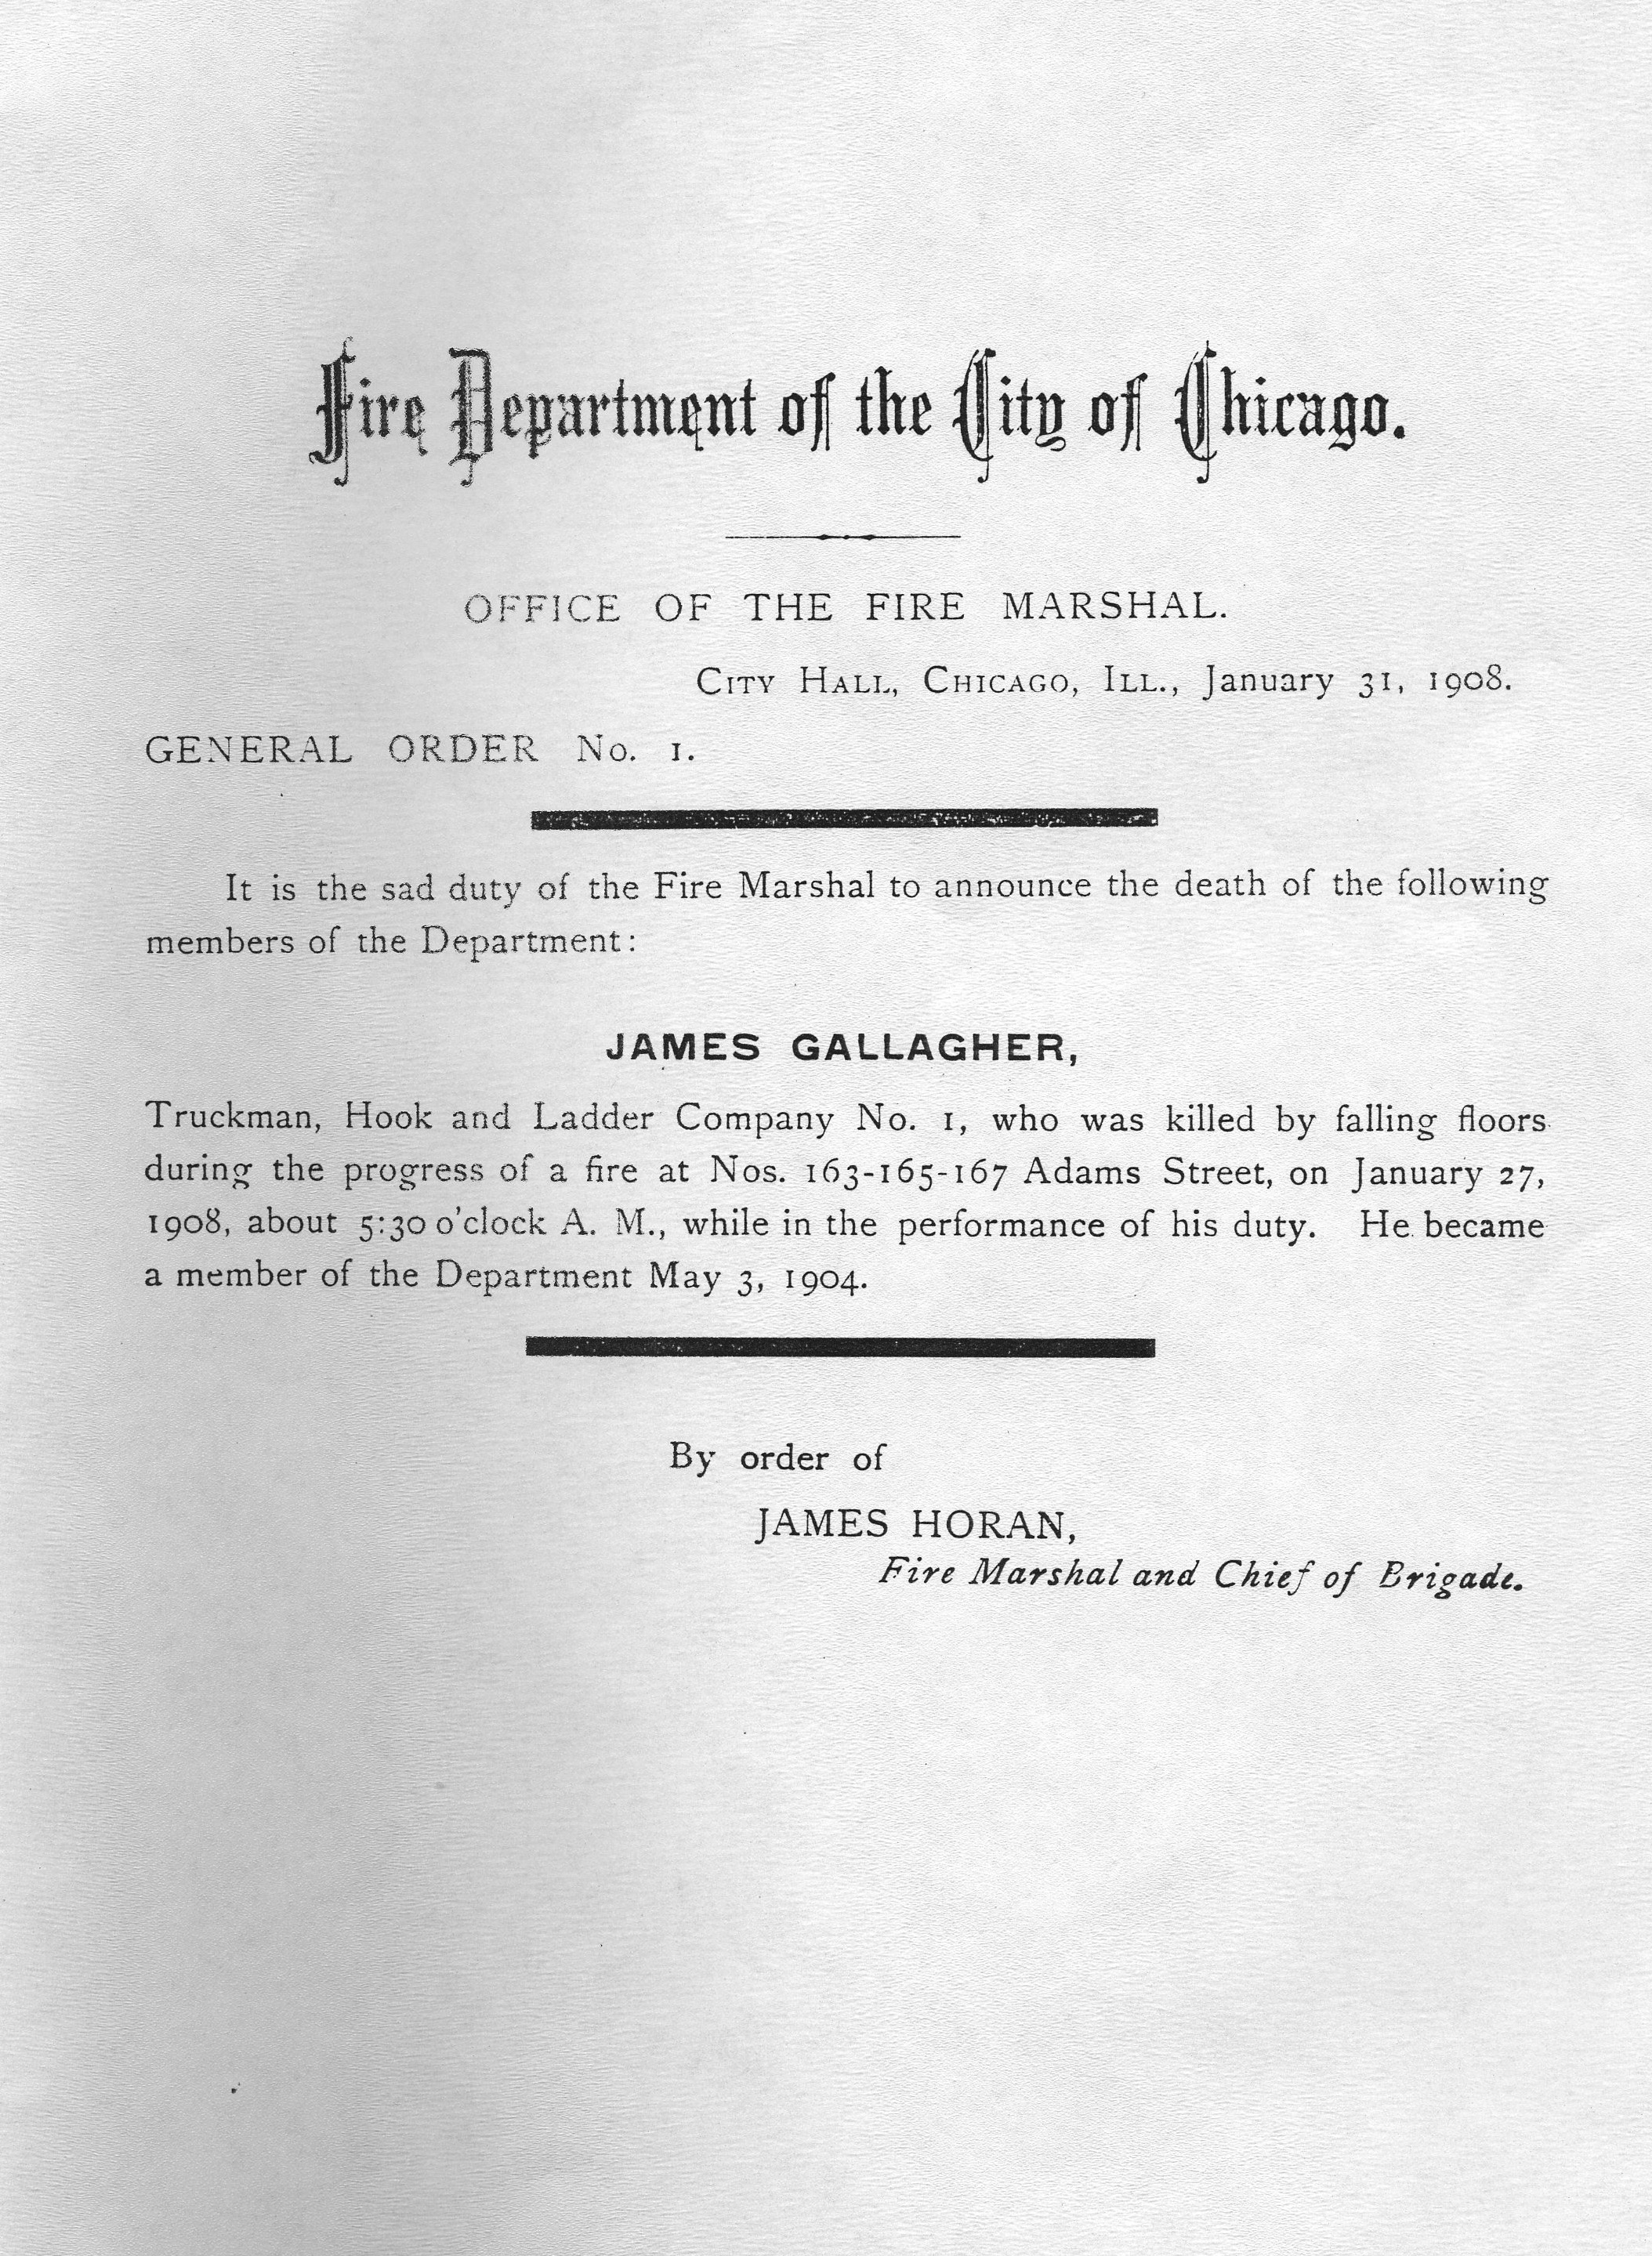 Fire Department of the City of Chicago.
OFFICE OF THE FIRE MARSHAL.
CITY HALL, CHICAGO, ILL., January 31, 1908.
GENERAL ORDER No. 1.
It is the sad duty of the Fire Marshal to announce the death of the following
members of the Department:
JAMES GALLAGHER,
Truckman, Hook and Ladder Company No. 1, who was killed by falling floors
during the progress of a fire at Nos. 163-165-167 Adams Street, on January 27,
1908, about 5:30 o'clock A. M., while in the performance of his duty. He became
a member of the Department May 3, 1904.
By order of
JAMES HORAN,
Fire Marshal and Chief of Brigade.